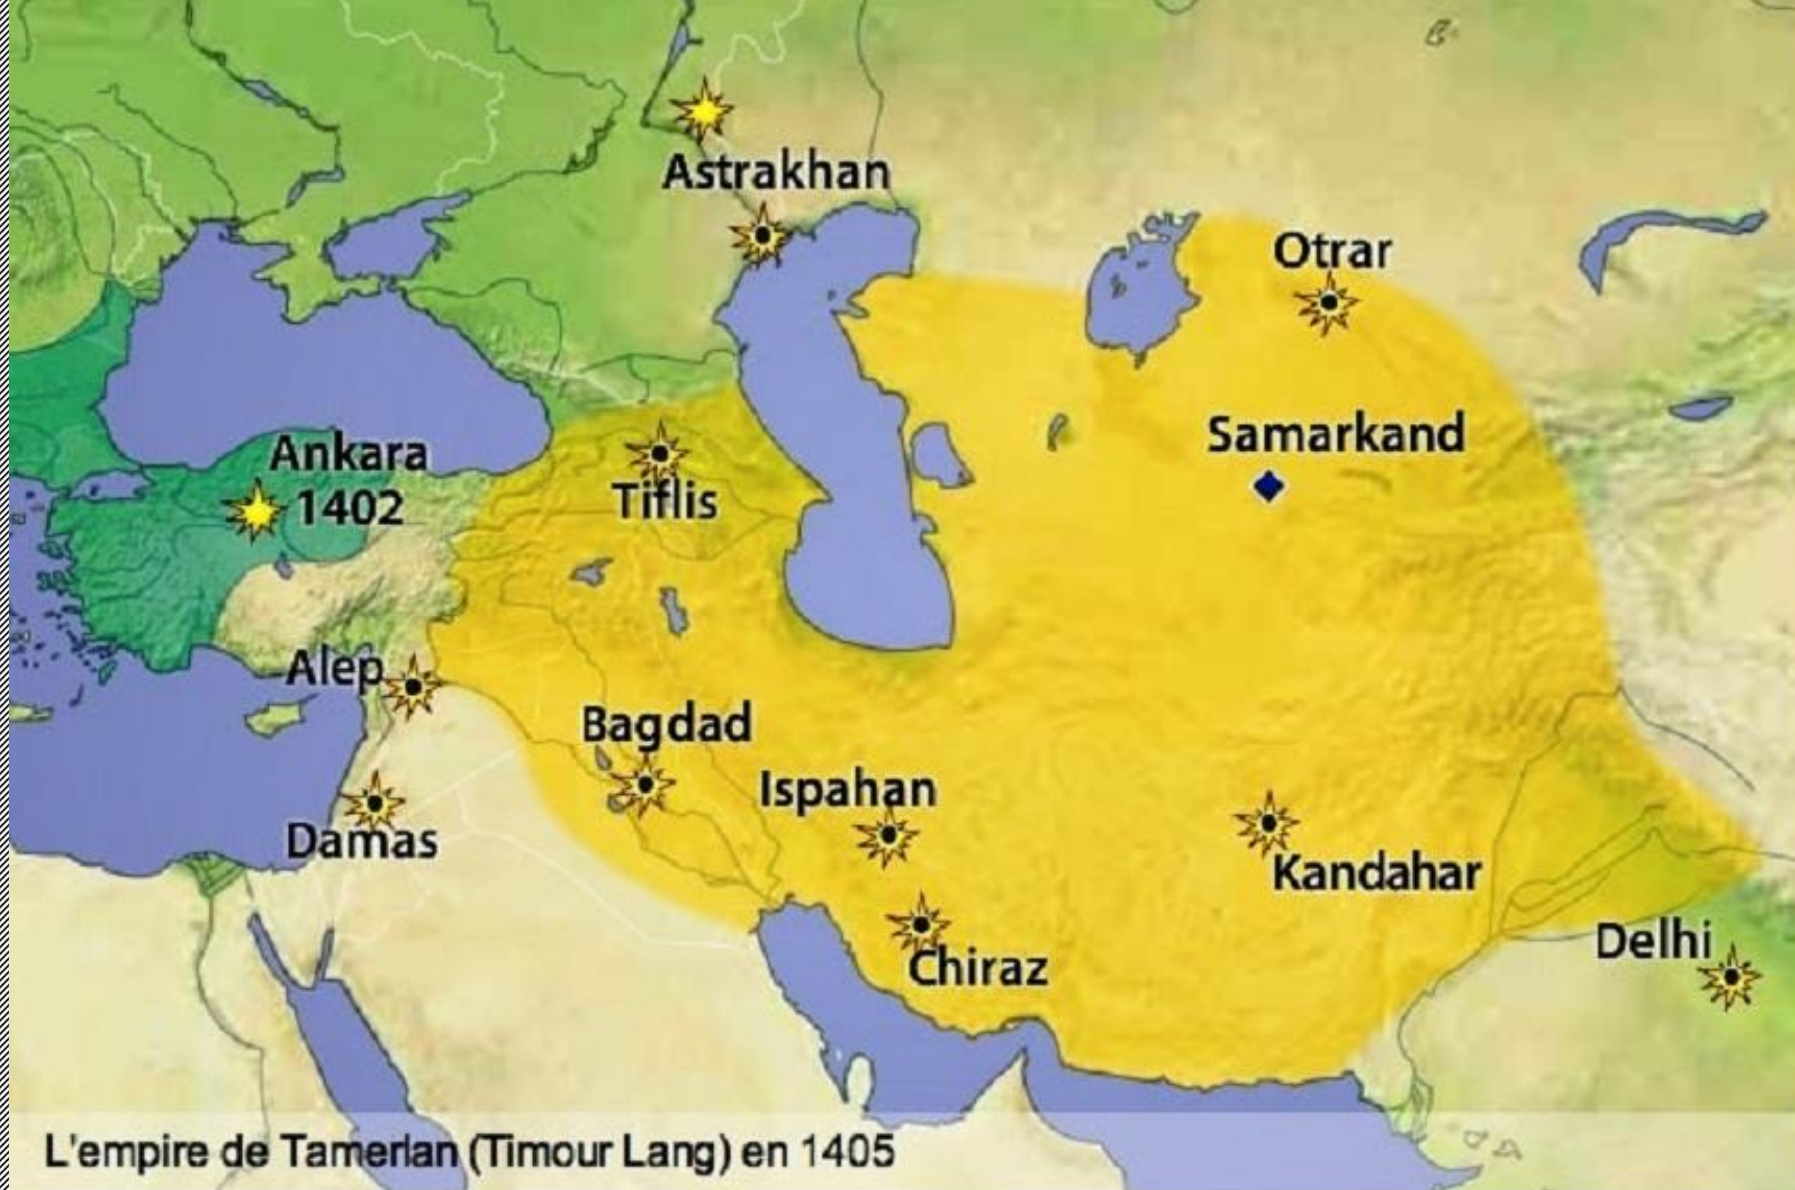 Astrakhan
Otrar
Samarkand
Ankara
1402
Tiflis
Alep
Bagdad
Ispahan
Damas
Kandahar
Chiraz
Delhi
L'empire de Tamerlan (Timour Lang) en 1405